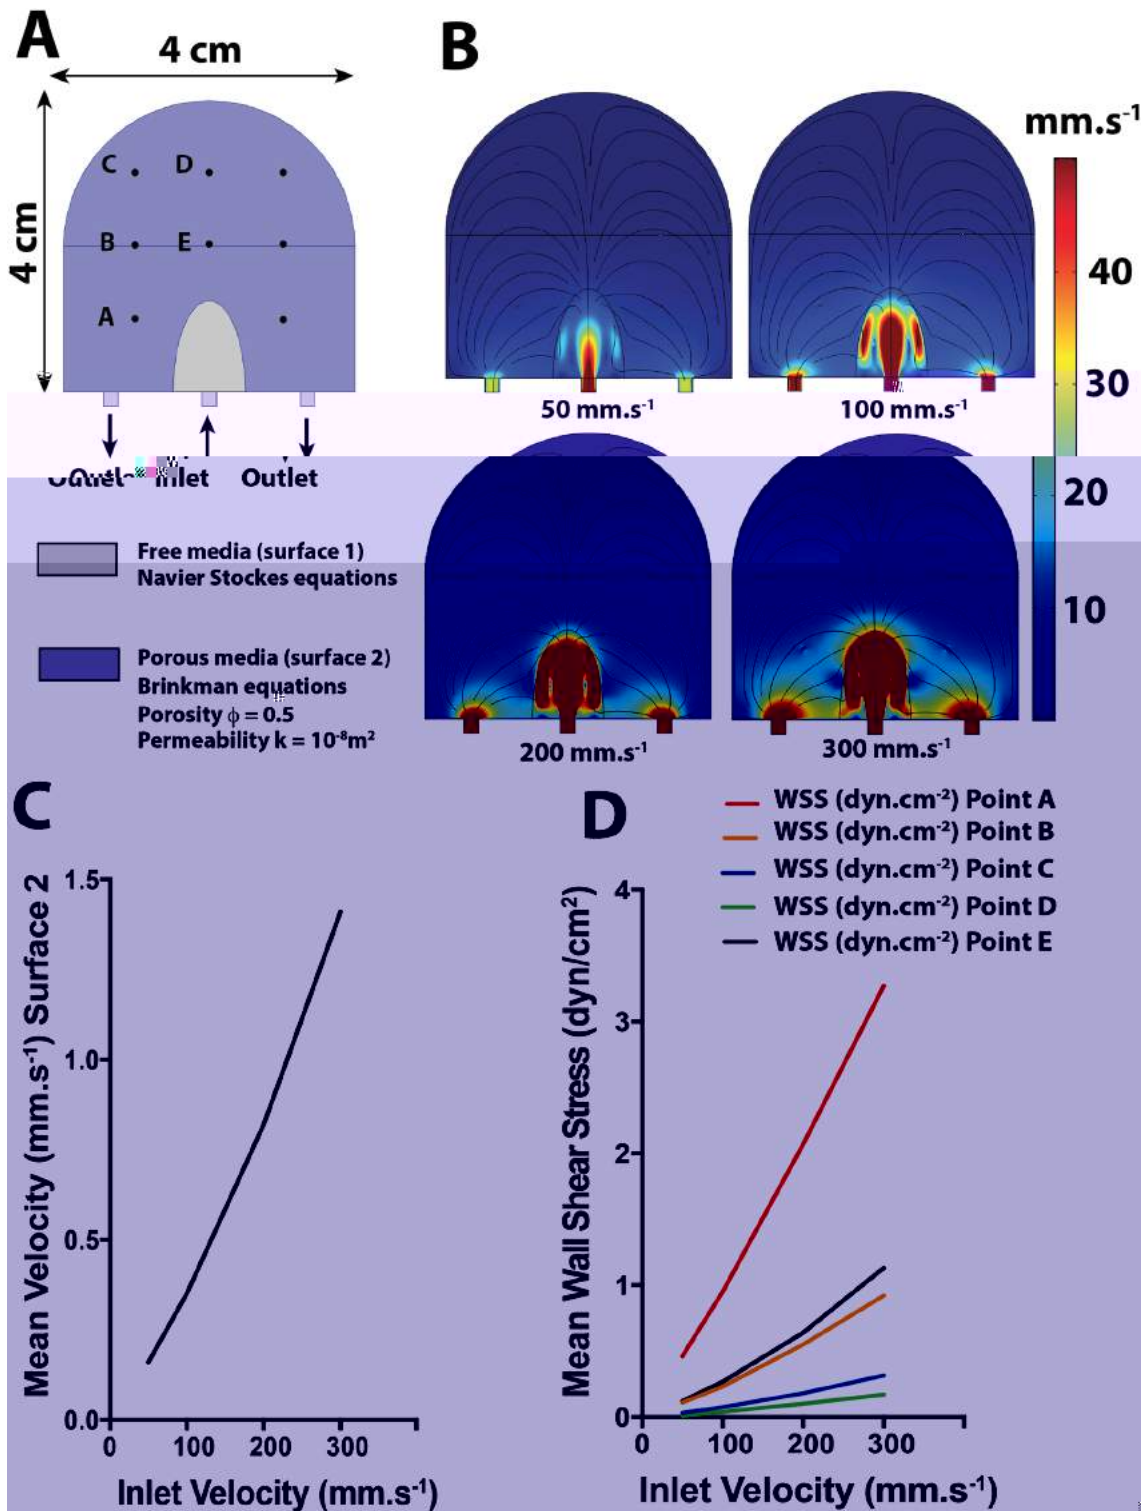 A
4 cm
4 cm
C
D
B
E
A
Outlet
Inlet
Outlet
Free media (surface 1)
Navier Stockes equations
Porous media (surface 2)
Brinkman equations
Porosity ϕ = 0.5
Permeability k = 10⁻⁸m²
B
mm.s⁻¹
40
30
20
10
50 mm.s⁻¹
100 mm.s⁻¹
200 mm.s⁻¹
300 mm.s⁻¹
C
Mean Velocity (mm.s⁻¹) Surface 2
1.5
1.0
0.5
0.0
0
100
200
300
Inlet Velocity (mm.s⁻¹)
D
WSS (dyn.cm⁻²) Point A
WSS (dyn.cm⁻²) Point B
WSS (dyn.cm⁻²) Point C
WSS (dyn.cm⁻²) Point D
WSS (dyn.cm⁻²) Point E
Mean Wall Shear Stress (dyn/cm²)
4
3
2
1
0
0
100
200
300
Inlet Velocity (mm.s⁻¹)